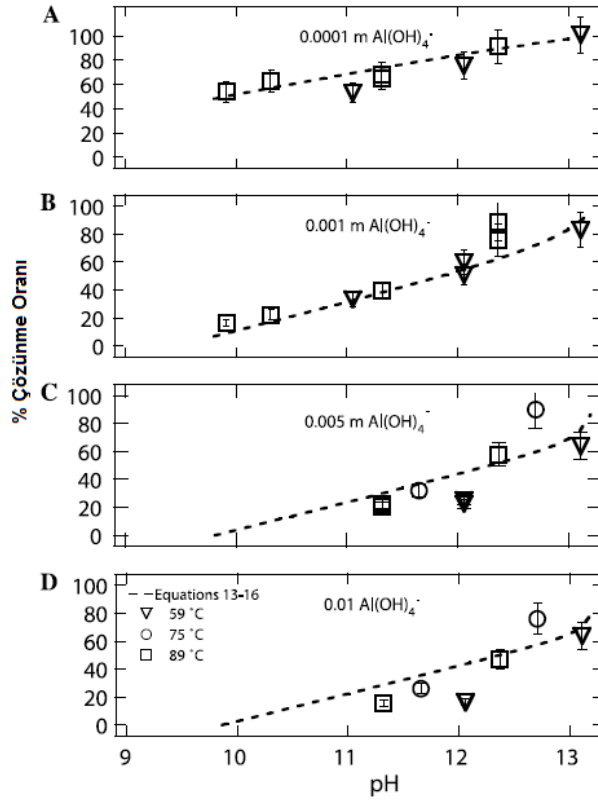 A
0.0001 m Al(OH)₄⁻
100
80
60
40
20
0
B
0.001 m Al(OH)₄⁻
100
80
60
40
20
0
% Çözünme Oranı
C
0.005 m Al(OH)₄⁻
100
80
60
40
20
0
D
Equations 13-16
0.01 Al(OH)₄⁻
59 ˚C
75 ˚C
89 ˚C
100
80
60
40
20
0
9 10 11 12 13
pH